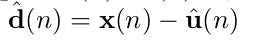 𝐝̂(n) = 𝐱(n) − 𝐮̂(n)